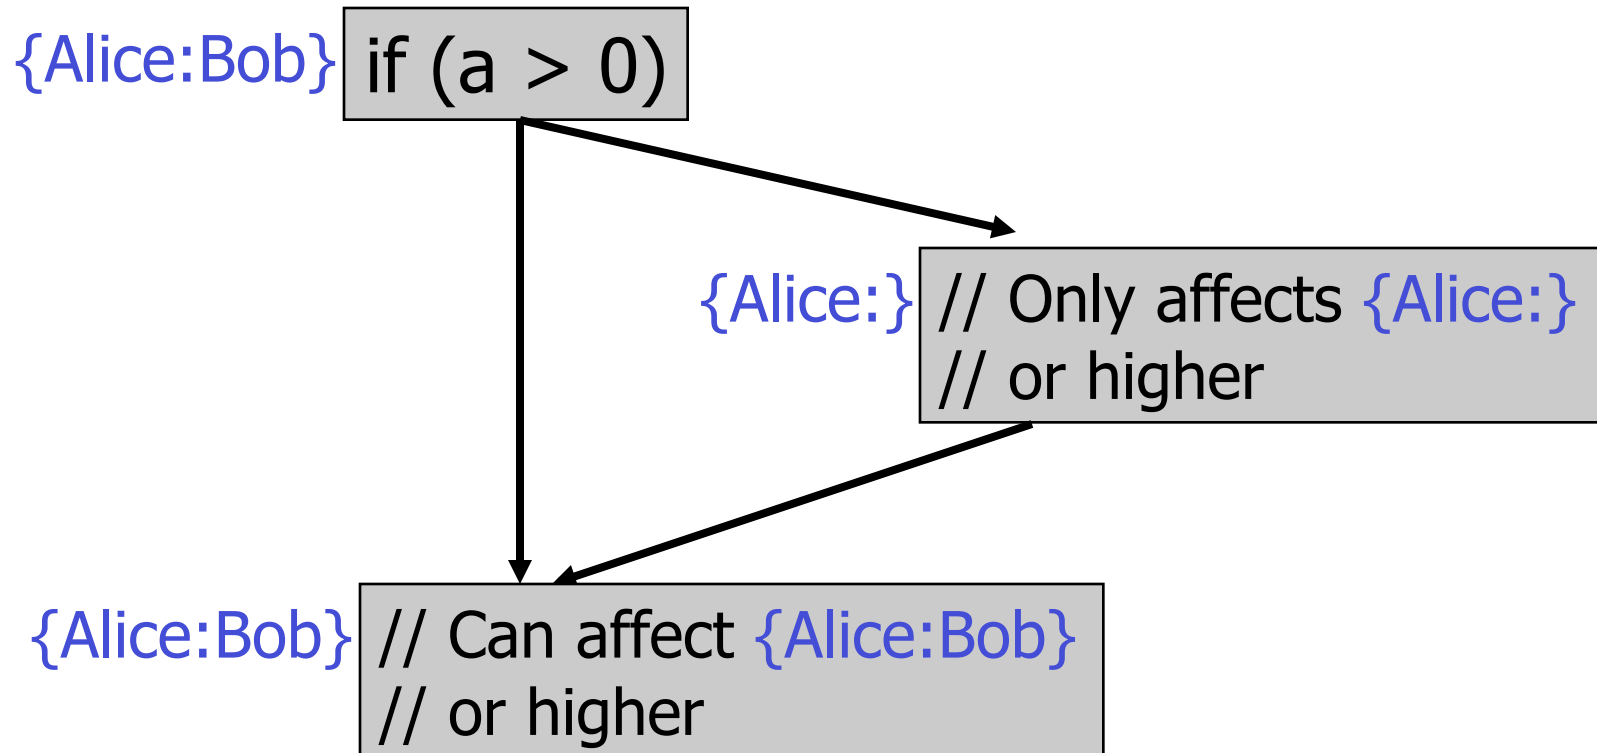 {Alice:Bob} if (a > 0)
{Alice:} // Only affects {Alice:}
// or higher
{Alice:Bob} // Can affect {Alice:Bob}
// or higher